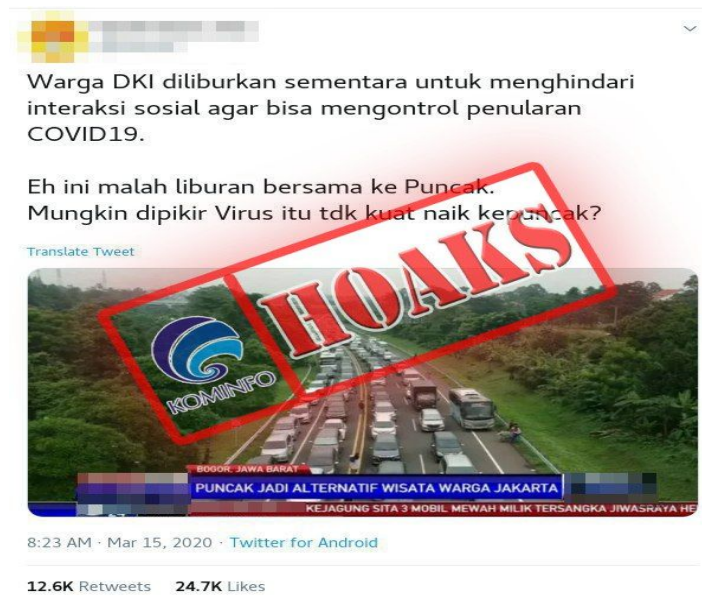 Warga DKI diliburkan sementara untuk menghindari
interaksi sosial agar bisa mengontrol penularan
COVID19.
Eh ini malah liburan bersama ke Puncak.
Mungkin dipikir Virus itu tdk kuat naik kepuncak?
Translate Tweet
HOAKS
KOMINFO
BOGOR, JAWA BARAT
PUNCAK JADI ALTERNATIF WISATA WARGA JAKARTA
KEJAGUNG SITA 3 MOBIL MEWAH MILIK TERSANGKA JIWASRAYA HE
8:23 AM · Mar 15, 2020 · Twitter for Android
12.6K Retweets 24.7K Likes